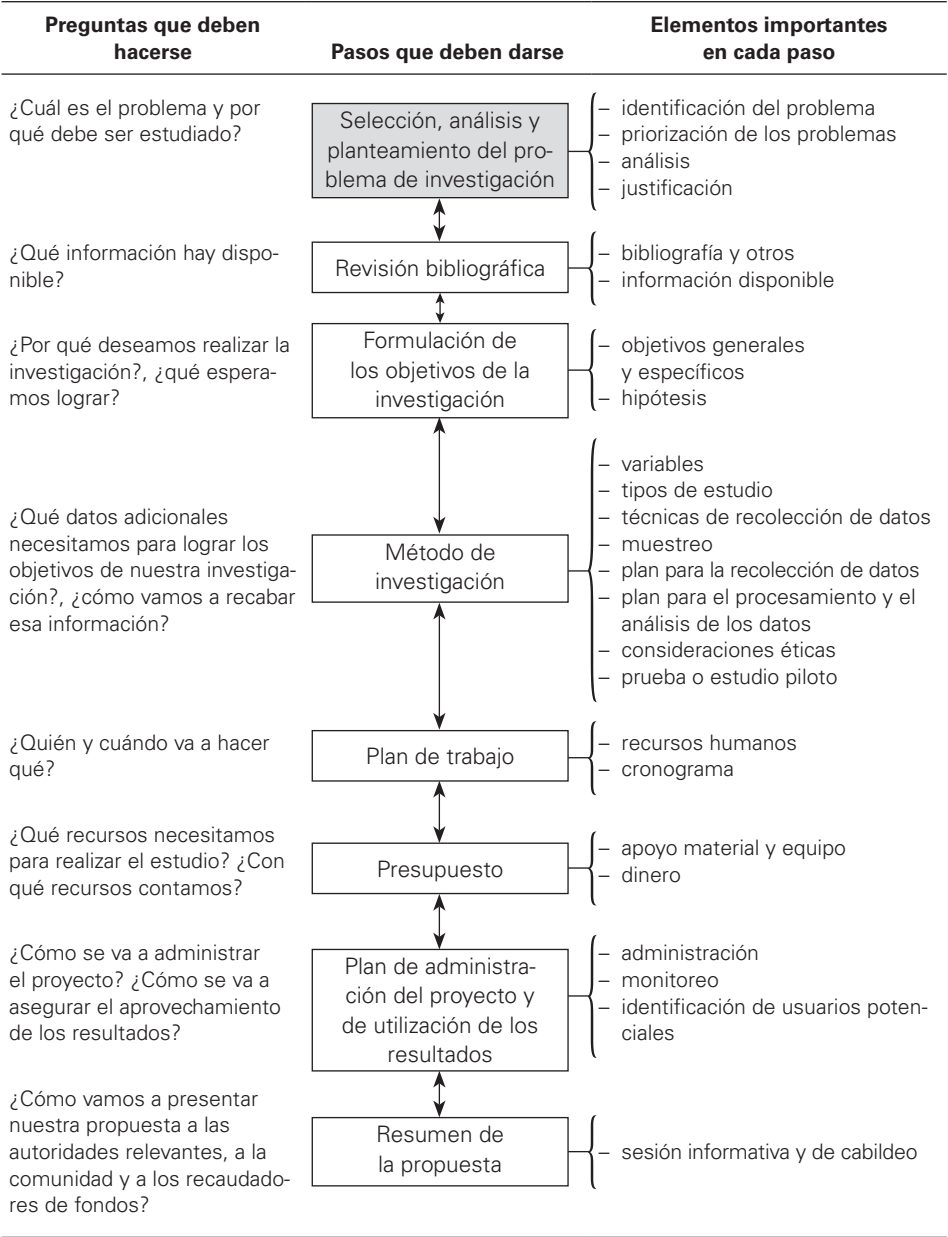 Preguntas que deben
hacerse
Pasos que deben darse
Elementos importantes
en cada paso
¿Cuál es el problema y por
qué debe ser estudiado?
Selección, análisis y
planteamiento del pro-
blema de investigación
– identificación del problema
– priorización de los problemas
– análisis
– justificación
¿Qué información hay dispo-
nible?
Revisión bibliográfica
– bibliografía y otros
– información disponible
¿Por qué deseamos realizar la
investigación?, ¿qué espera-
mos lograr?
Formulación de
los objetivos de la
investigación
– objetivos generales
y específicos
– hipótesis
¿Qué datos adicionales
necesitamos para lograr los
objetivos de nuestra investiga-
ción?, ¿cómo vamos a recabar
esa información?
Método de
investigación
– variables
– tipos de estudio
– técnicas de recolección de datos
– muestreo
– plan para la recolección de datos
– plan para el procesamiento y el
análisis de los datos
– consideraciones éticas
– prueba o estudio piloto
¿Quién y cuándo va a hacer
qué?
Plan de trabajo
– recursos humanos
– cronograma
¿Qué recursos necesitamos
para realizar el estudio? ¿Con
qué recursos contamos?
Presupuesto
– apoyo material y equipo
– dinero
¿Cómo se va a administrar
el proyecto? ¿Cómo se va a
asegurar el aprovechamiento
de los resultados?
Plan de administra-
ción del proyecto y
de utilización de los
resultados
– administración
– monitoreo
– identificación de usuarios poten-
ciales
¿Cómo vamos a presentar
nuestra propuesta a las
autoridades relevantes, a la
comunidad y a los recaudado-
res de fondos?
Resumen de
la propuesta
– sesión informativa y de cabildeo